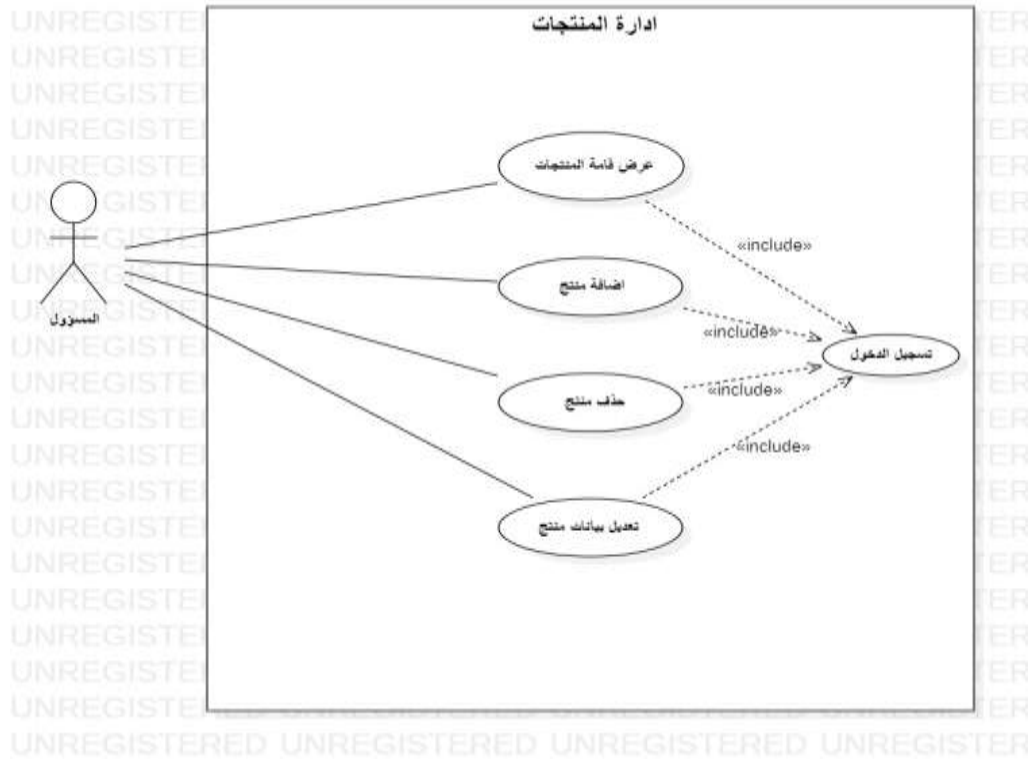 ادارة المنتجات
عرض قامة المنتجات
«include»
اضافة منتج
المسؤول
«include»
تسجيل الدخول
حذف منتج
«include»
«include»
تعديل بيانات منتج
UNREGISTERED UNREGISTERED UNREGISTERED UNREGISTER